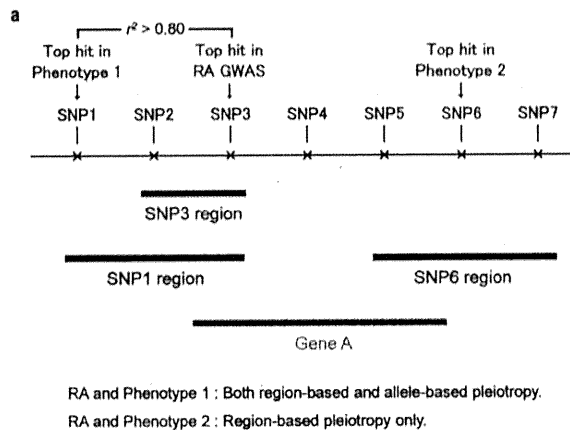 a
r² > 0.80
Top hit in Phenotype 1
Top hit in RA GWAS
Top hit in Phenotype 2
SNP1 SNP2 SNP3 SNP4 SNP5 SNP6 SNP7
SNP3 region
SNP1 region
SNP6 region
Gene A
RA and Phenotype 1 : Both region-based and allele-based pleiotropy.
RA and Phenotype 2 : Region-based pleiotropy only.